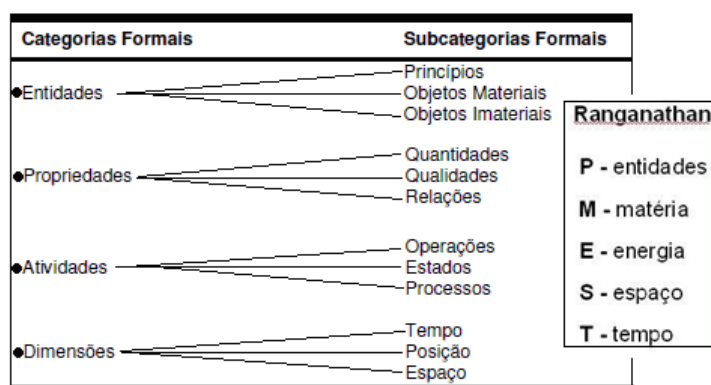 Categorias Formais Subcategorias Formais
Entidades
Princípios
Objetos Materiais
Objetos Imateriais
Propriedades
Quantidades
Qualidades
Relações
Atividades
Operações
Estados
Processos
Dimensões
Tempo
Posição
Espaço
Ranganathan
P - entidades
M - matéria
E - energia
S - espaço
T - tempo